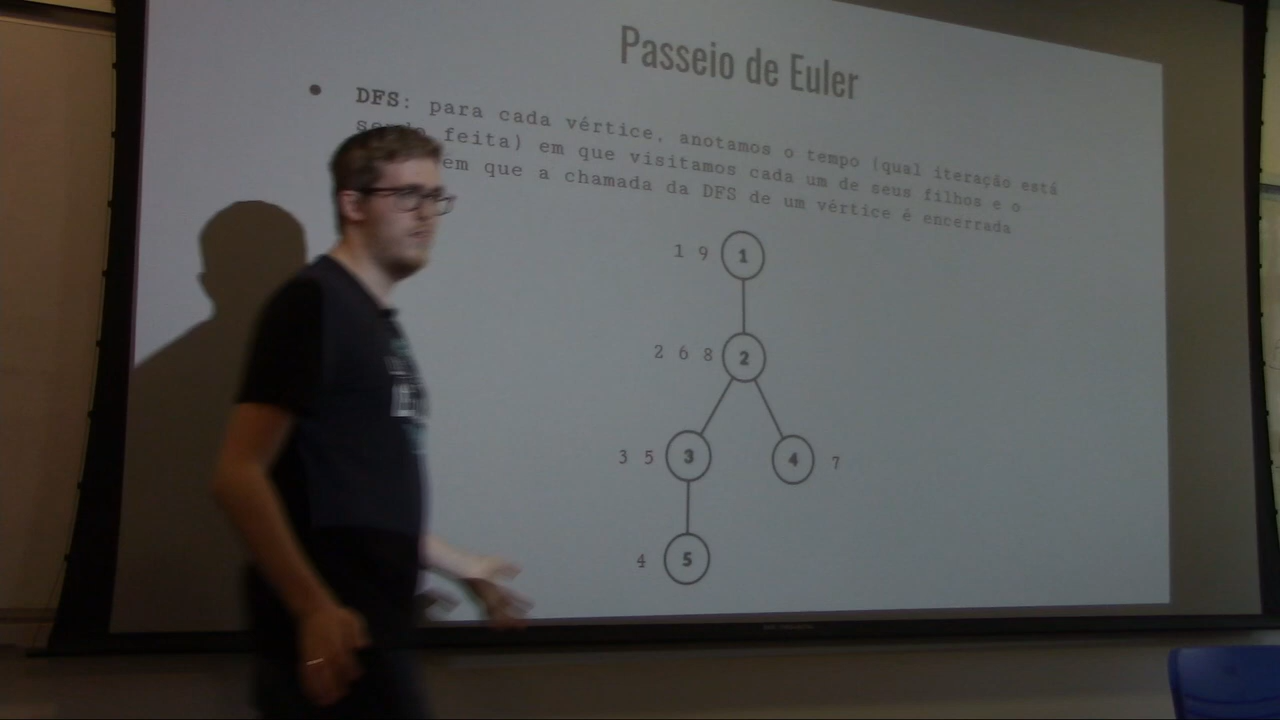 Passeio de Euler
• DFS: para cada vértice, anotamos o tempo (qual iteração está
feita) em que visitamos cada um de seus filhos e o
em que a chamada da DFS de um vértice é encerrada
1 9 1
2 6 8 2
3 5 3 4 7
4 5